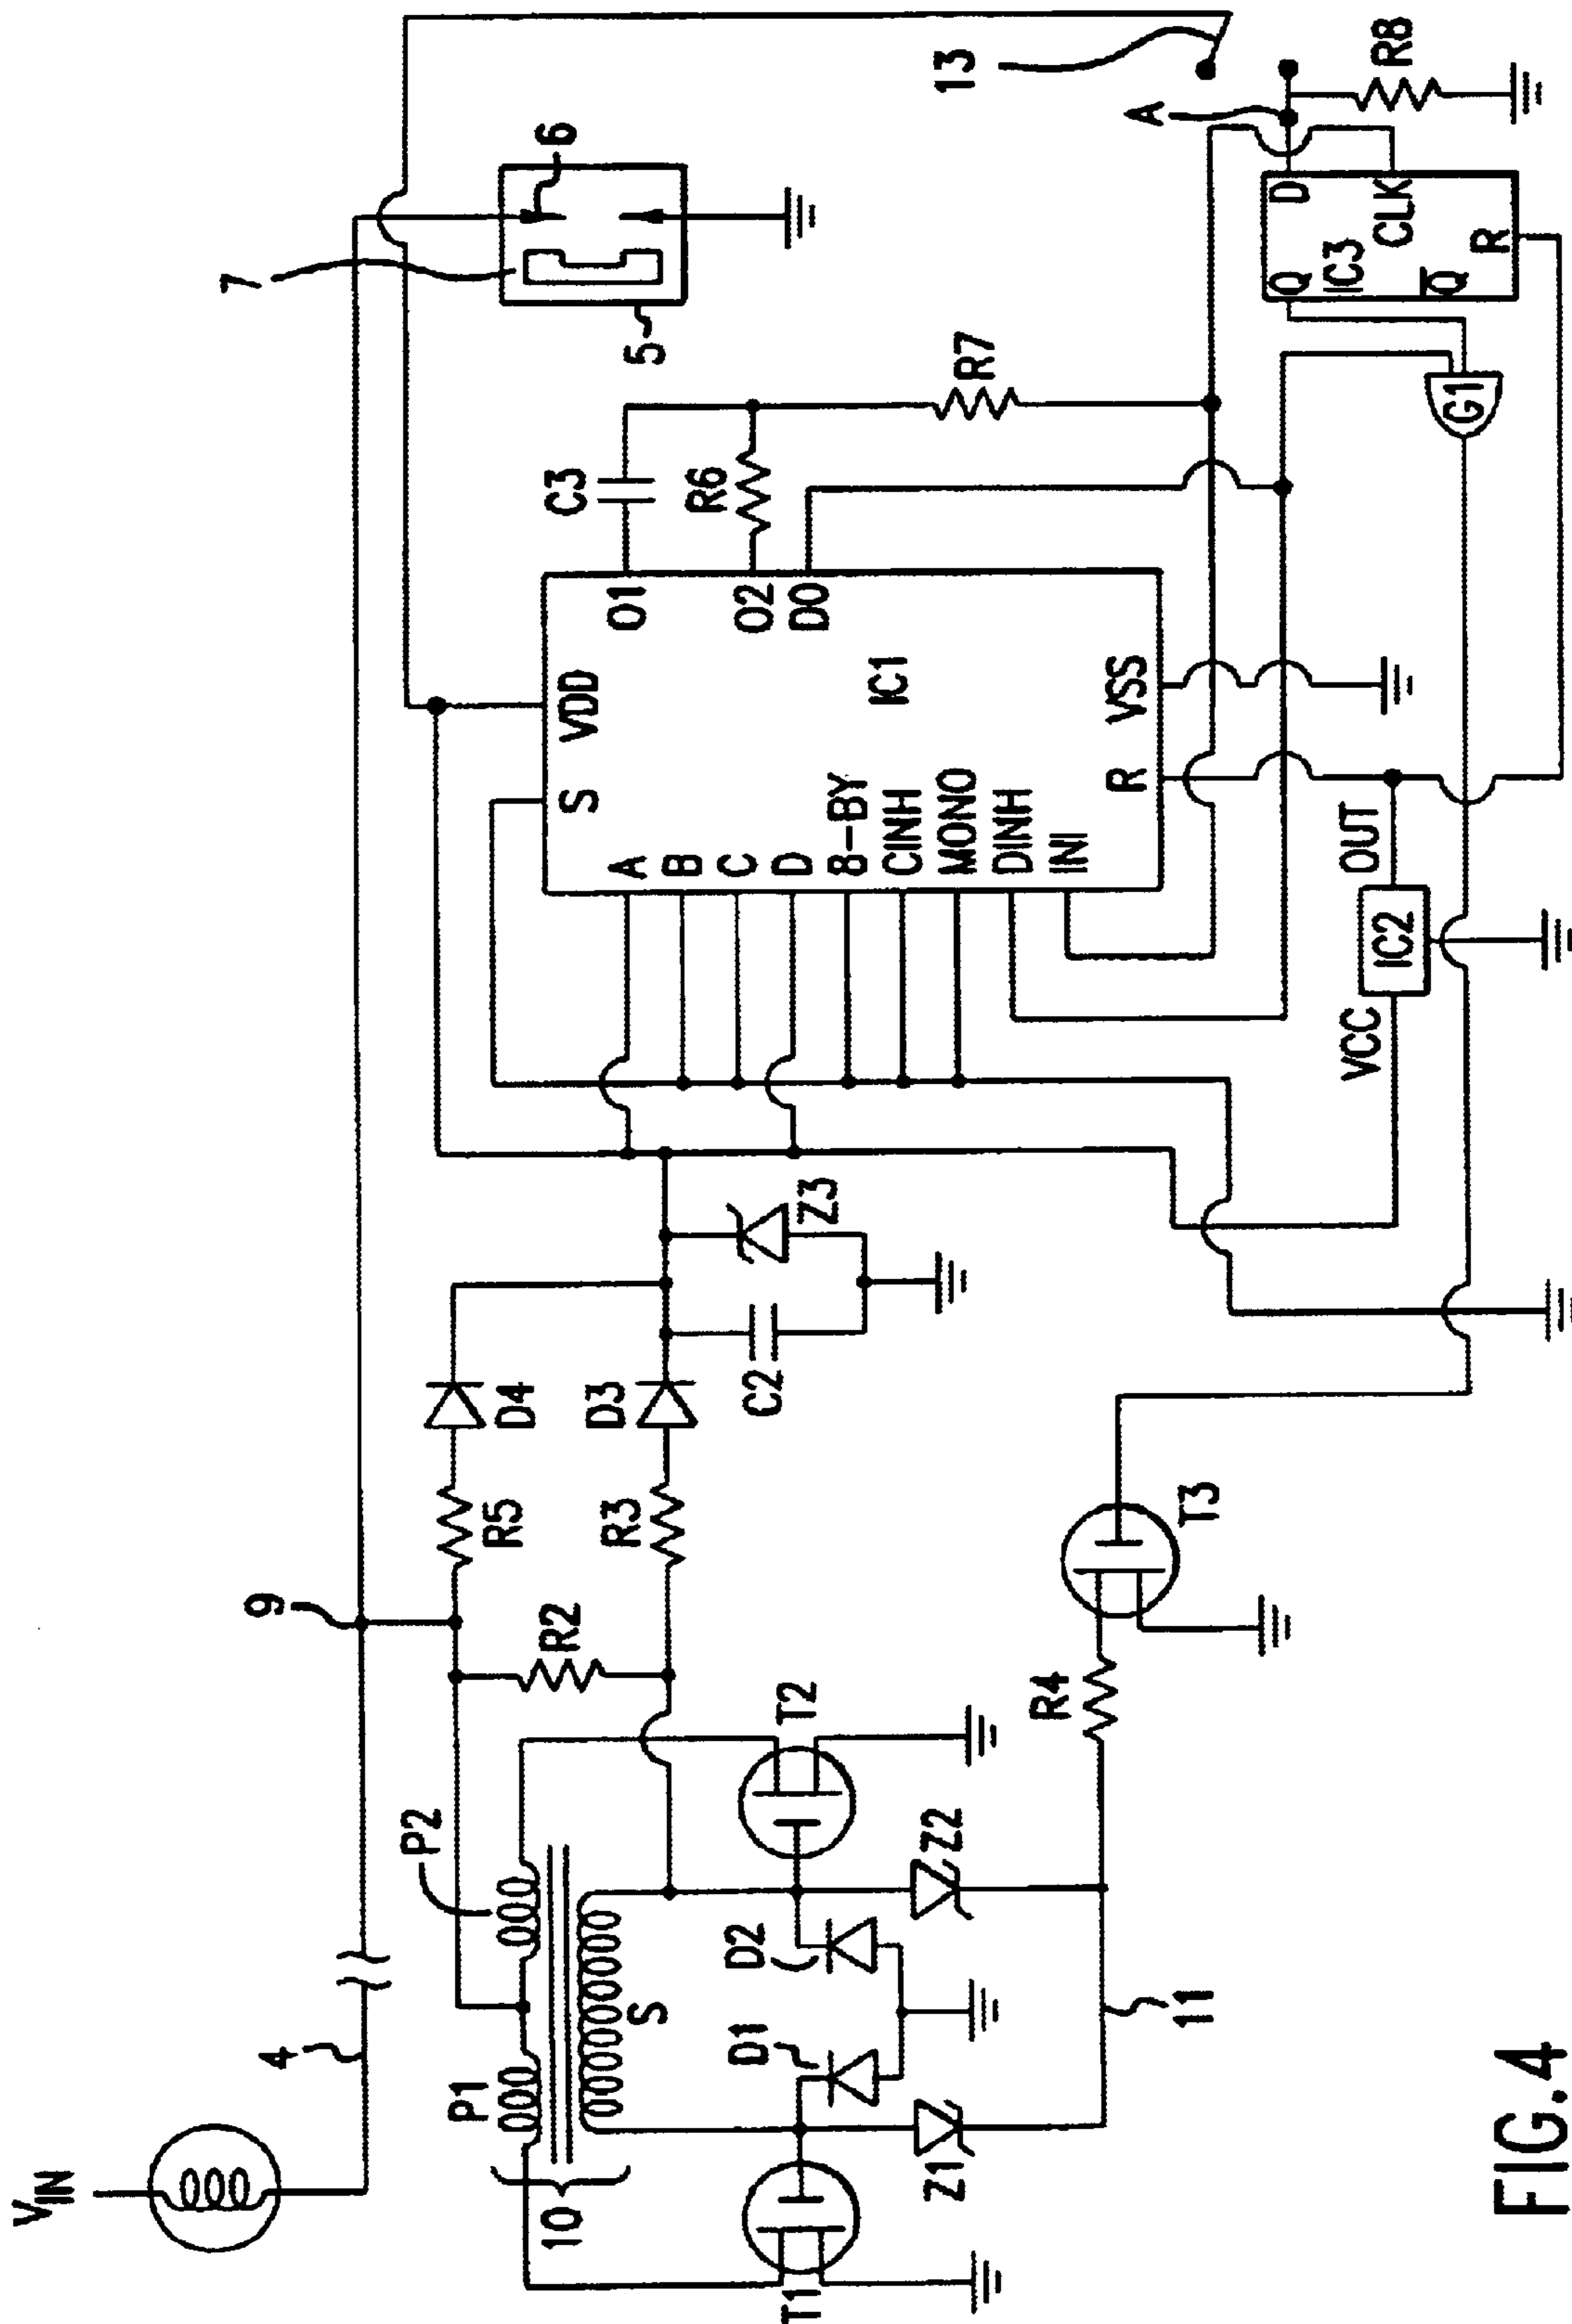 V_IN
4
9
10
P1
P2
S
R2
R5
D4
R3
D3
C2
Z3
T1
T2
D1
D2
Z1
Z2
11
R4
T3
S
VDD
A
B
C
D
8-BY
CINH
MONO
DINH
INI
R
VSS
IC1
O1
O2
DO
C3
R6
R7
7
6
5
13
A
R8
D
Q
IC3
CLK
Q̅
R
G1
VCC
IC2
OUT
FIG.4